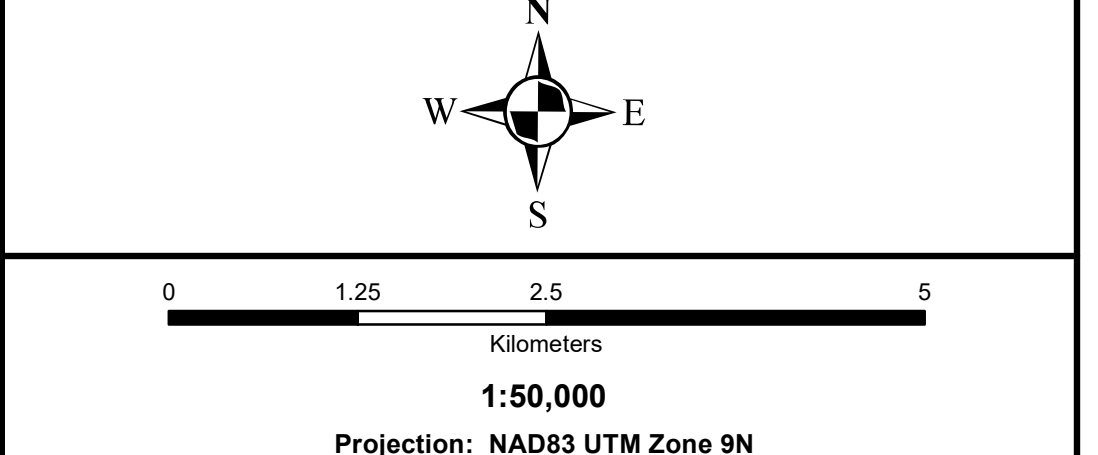 N
W E
S
0 1.25 2.5 5
Kilometers
1:50,000
Projection: NAD83 UTM Zone 9N